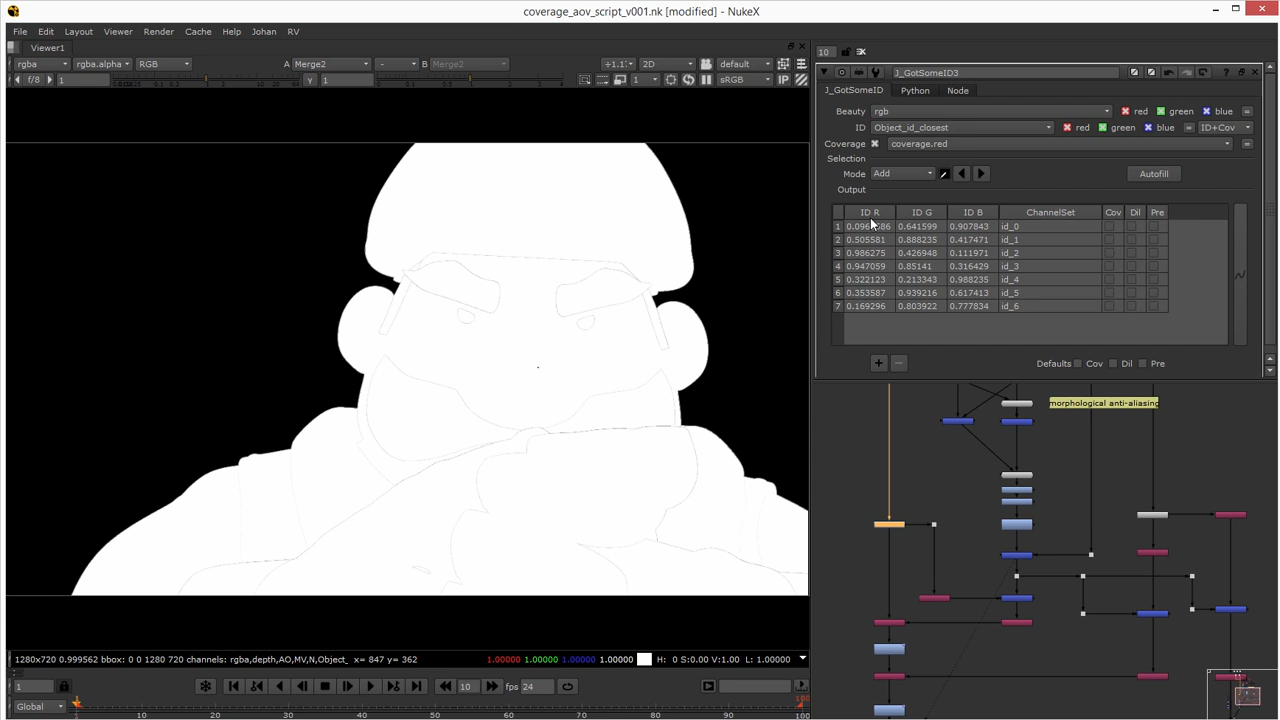 coverage_aov_script_v001.nk [modified] - NukeX
File Edit Layout Viewer Render Cache Help Johan RV
Viewer1
rgba rgba.alpha RGB A Merge2 - B Merge2 2D default
f/8 1 Y 1 1 sRGB IP
10
J_GotSomeID3
J_GotSomeID Python Node
Beauty rgb red green blue =
ID Object_id_closest red green blue = ID+Cov
Coverage coverage.red =
Selection
Mode Add Autofill
Output
ID R ID G ID B ChannelSet Cov Dil Pre
1 0.641599 0.907843 id_0
2 0.505581 0.888235 0.417471 id_1
3 0.986275 0.426948 0.111971 id_2
4 0.947059 0.85141 0.316429 id_3
5 0.322123 0.213343 0.988235 id_4
6 0.353587 0.939216 0.617413 id_5
7 0.169296 0.803922 0.777834 id_6
+ - Defaults Cov Dil Pre
morphological anti-aliasing
1280x720 0.999562 bbox: 0 0 1280 720 channels: rgba,depth,AO,MV,N,Object_ x= 847 y= 362 1.00000 1.00000 1.00000 1.00000 H: 0 S:0.00 V:1.00 L: 1.00000
1 10 fps 24
Global 1 10 20 30 40 50 60 70 80 90 100
100